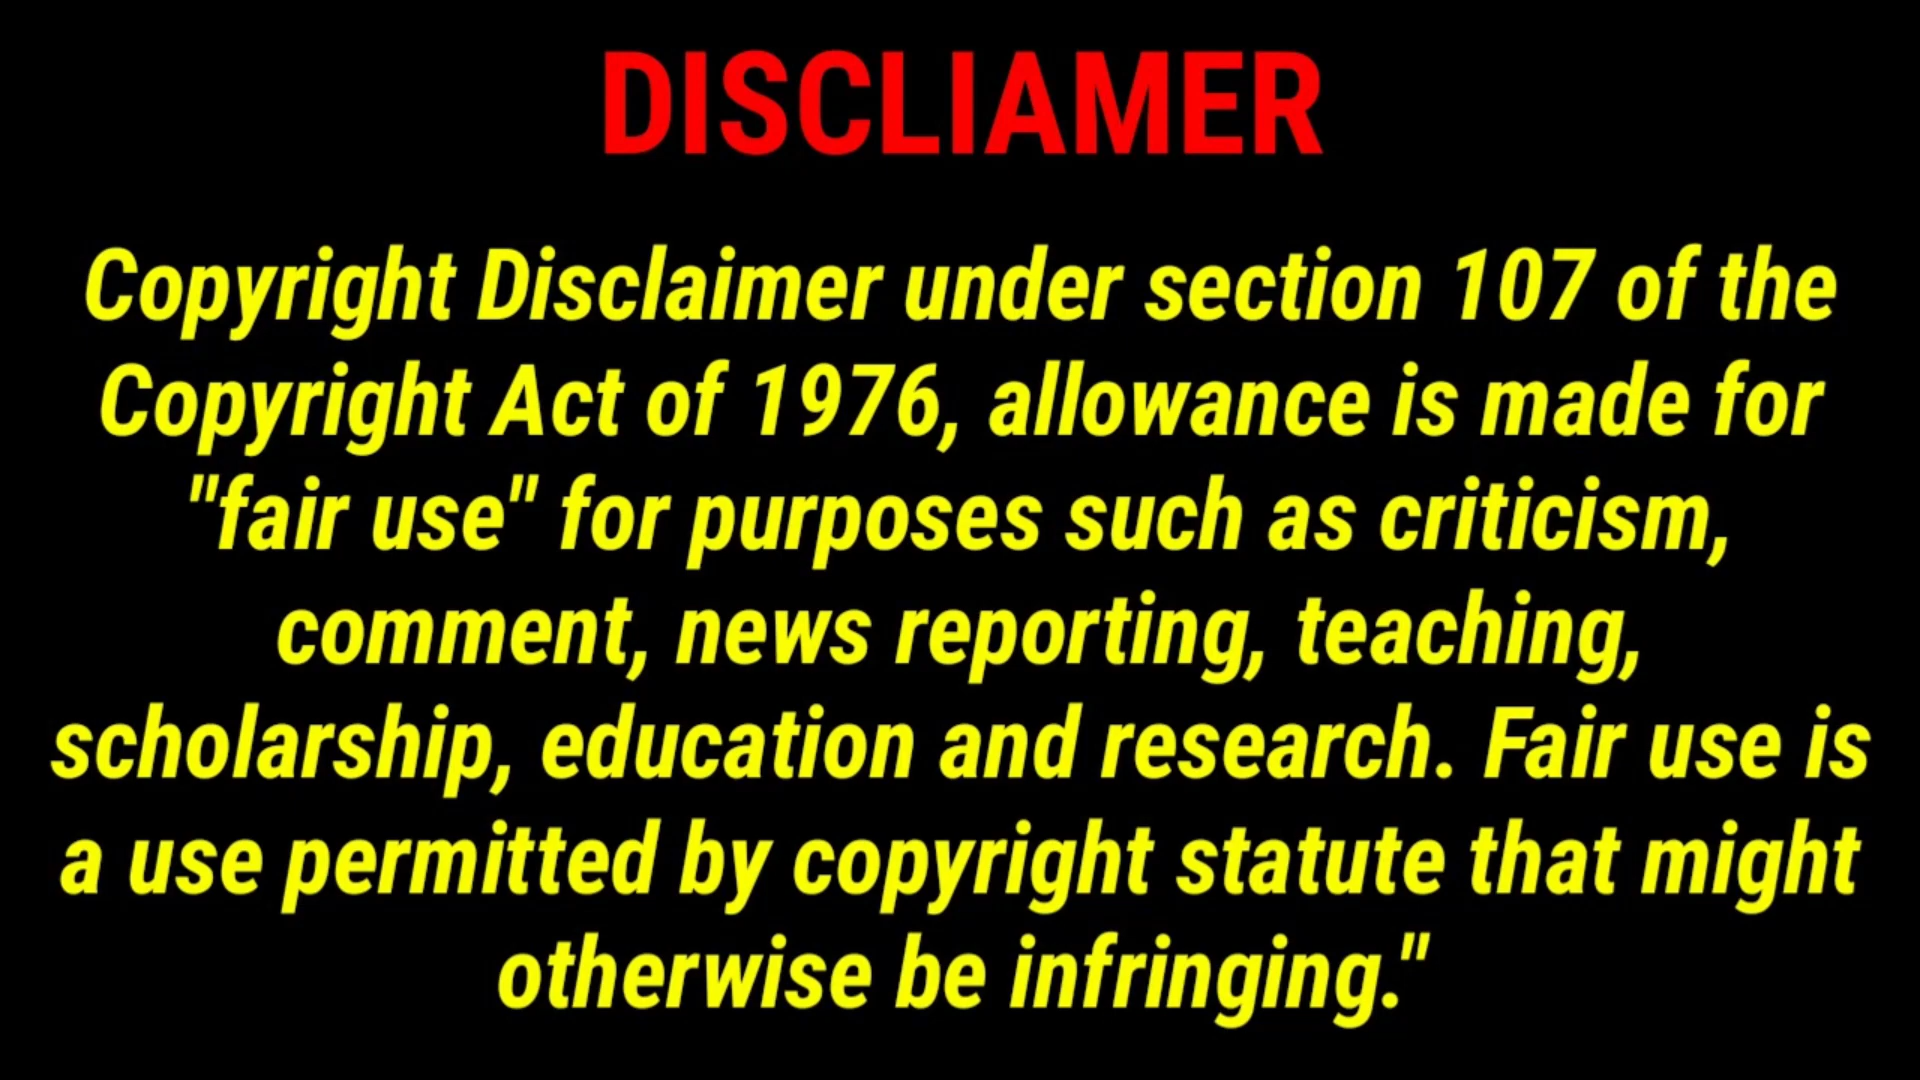 DISCLIAMER
Copyright Disclaimer under section 107 of the
Copyright Act of 1976, allowance is made for
"fair use" for purposes such as criticism,
comment, news reporting, teaching,
scholarship, education and research. Fair use is
a use permitted by copyright statute that might
otherwise be infringing."